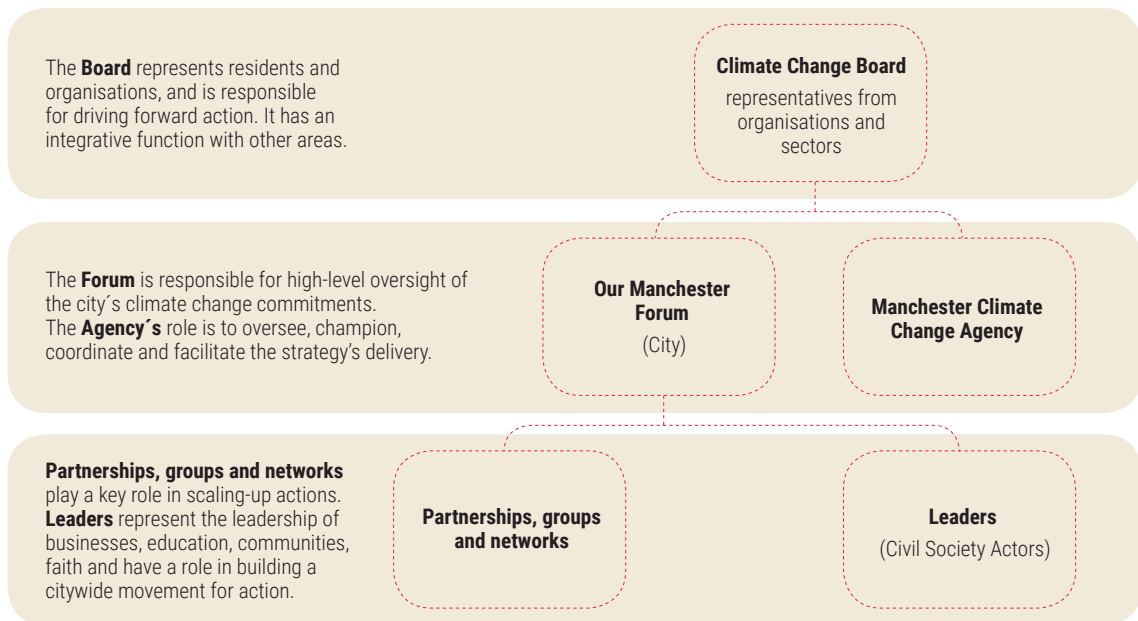 The Board represents residents and
organisations, and is responsible
for driving forward action. It has an
integrative function with other areas.
Climate Change Board
representatives from
organisations and
sectors
The Forum is responsible for high-level oversight of
the city´s climate change commitments.
The Agency´s role is to oversee, champion,
coordinate and facilitate the strategy’s delivery.
Our Manchester
Forum
(City)
Manchester Climate
Change Agency
Partnerships, groups and networks
play a key role in scaling-up actions.
Leaders represent the leadership of
businesses, education, communities,
faith and have a role in building a
citywide movement for action.
Partnerships, groups
and networks
Leaders
(Civil Society Actors)